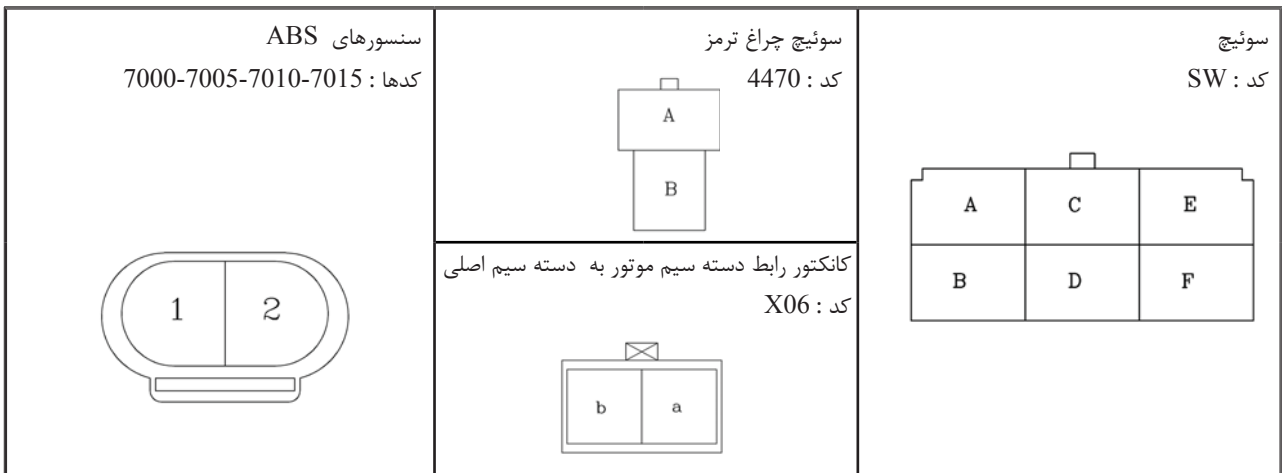 سوئیچ
کد : SW
A C E
B D F
سوئیچ چراغ ترمز
کد : 4470
A
B
کانکتور رابط دسته سیم موتور به دسته سیم اصلی
کد : X06
b a
سنسورهای ABS
کدها : 7000-7005-7010-7015
1 2